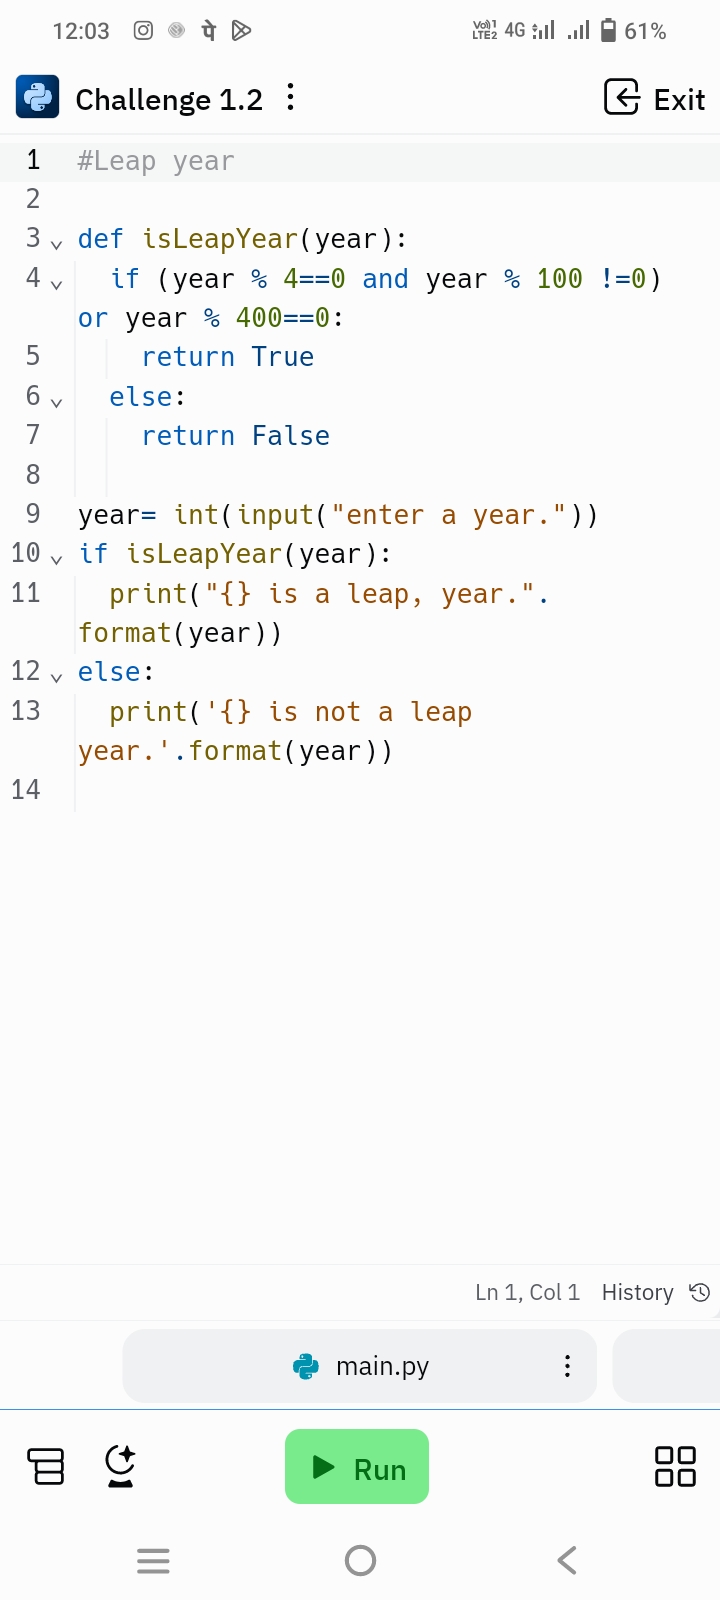 12:03 पे Vo)) 1 LTE2 4G 61%
Challenge 1.2 Exit
1 #Leap year
2
3 def isLeapYear(year):
4 if (year % 4==0 and year % 100 !=0)
or year % 400==0:
5 return True
6 else:
7 return False
8
9 year= int(input("enter a year."))
10 if isLeapYear(year):
11 print("{} is a leap, year.".
format(year))
12 else:
13 print('{} is not a leap
year.'.format(year))
14
Ln 1, Col 1 History
main.py
Run